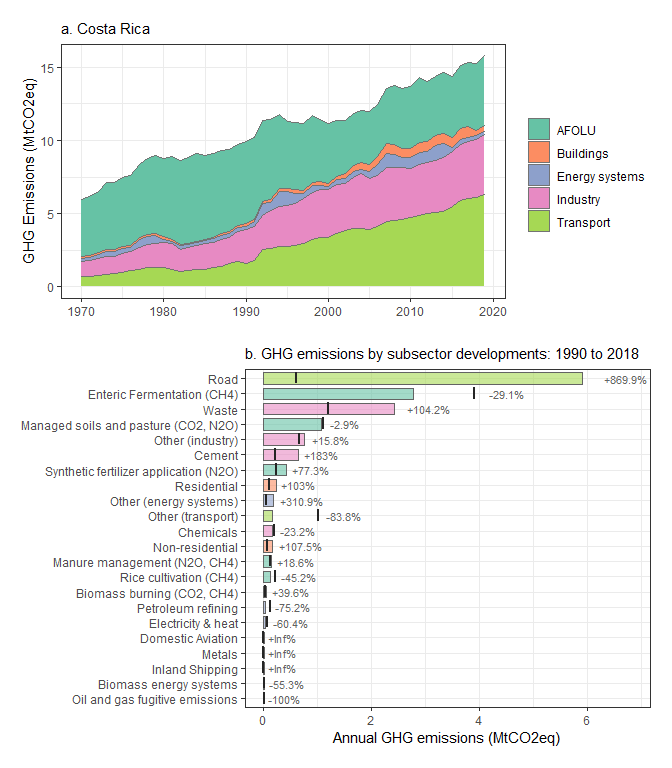 a. Costa Rica
GHG Emissions (MtCO2eq)
15
10
5
0
1970
1980
1990
2000
2010
2020
AFOLU
Buildings
Energy systems
Industry
Transport
b. GHG emissions by subsector developments: 1990 to 2018
Road +869.9%
Enteric Fermentation (CH4) -29.1%
Waste +104.2%
Managed soils and pasture (CO2, N2O) -2.9%
Other (industry) +15.8%
Cement +183%
Synthetic fertilizer application (N2O) +77.3%
Residential +103%
Other (energy systems) +310.9%
Other (transport) -83.8%
Chemicals -23.2%
Non-residential +107.5%
Manure management (N2O, CH4) +18.6%
Rice cultivation (CH4) -45.2%
Biomass burning (CO2, CH4) +39.6%
Petroleum refining -75.2%
Electricity & heat -60.4%
Domestic Aviation +Inf%
Metals +Inf%
Inland Shipping +Inf%
Biomass energy systems -55.3%
Oil and gas fugitive emissions -100%
0
2
4
6
Annual GHG emissions (MtCO2eq)